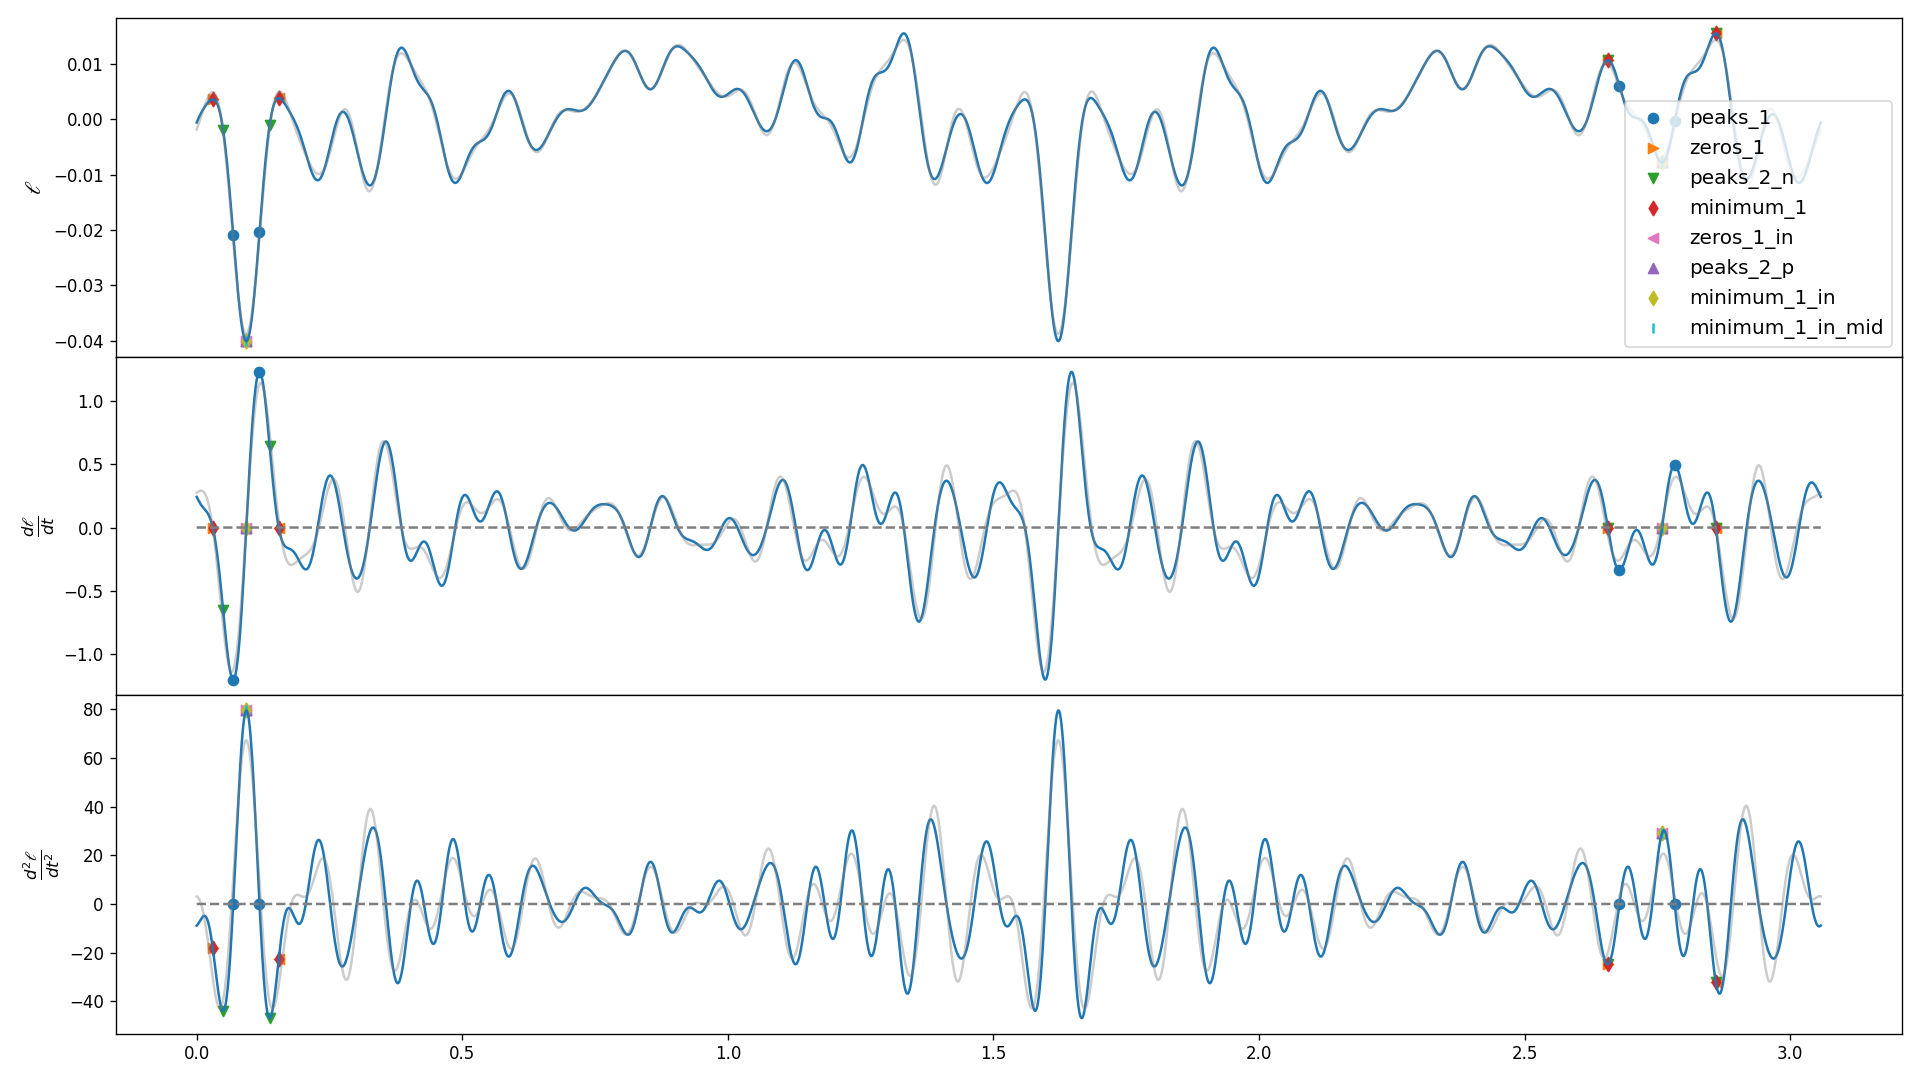 0.01
0.00
−0.01
−0.02
−0.03
−0.04
ℓ
peaks_1
zeros_1
peaks_2_n
minimum_1
zeros_1_in
peaks_2_p
minimum_1_in
minimum_1_in_mid
1.0
0.5
0.0
−0.5
−1.0
dℓ
dt
80
60
40
20
0
−20
−40
d²ℓ
dt²
0.0 0.5 1.0 1.5 2.0 2.5 3.0